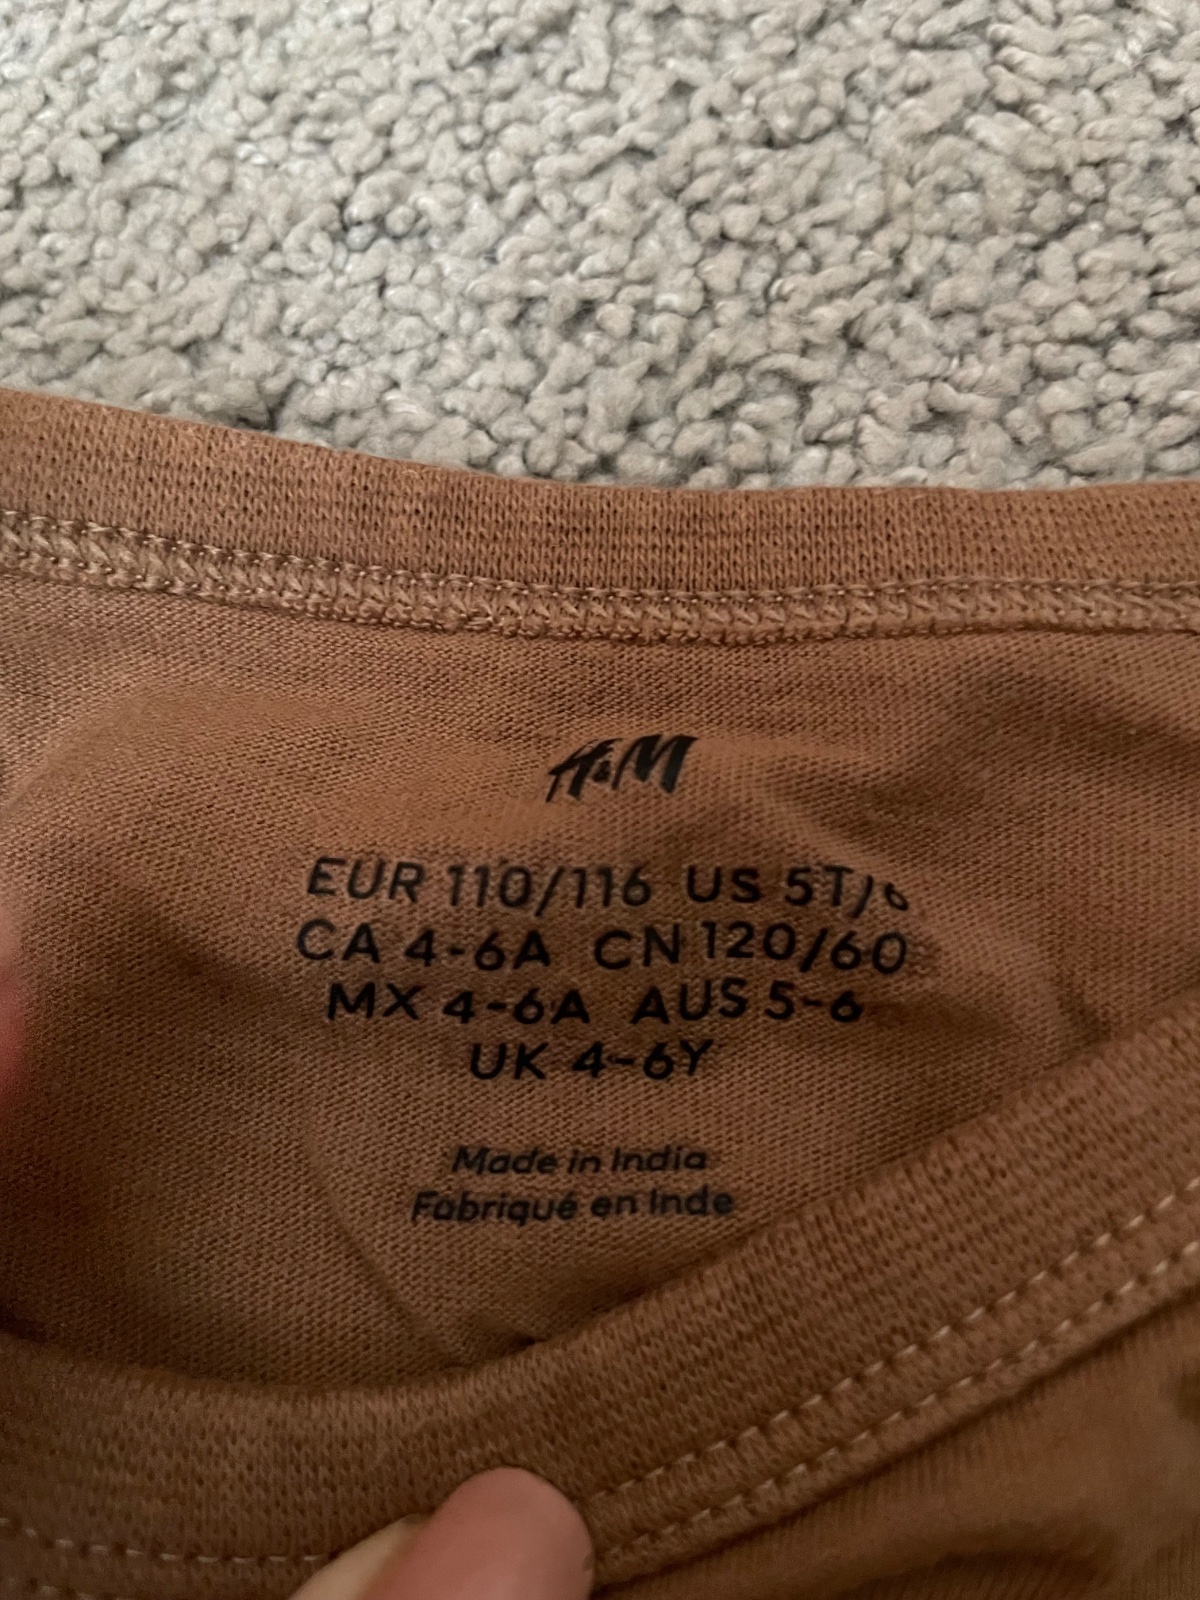 H&M
EUR 110/116 US 5T/6
CA 4-6A CN 120/60
MX 4-6A AUS 5-6
UK 4-6Y
Made in India
Fabriqué en Inde